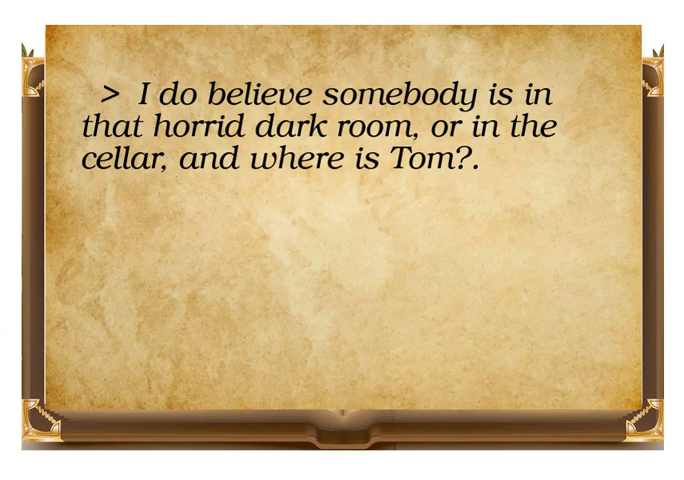 > I do believe somebody is in
that horrid dark room, or in the
cellar, and where is Tom?.